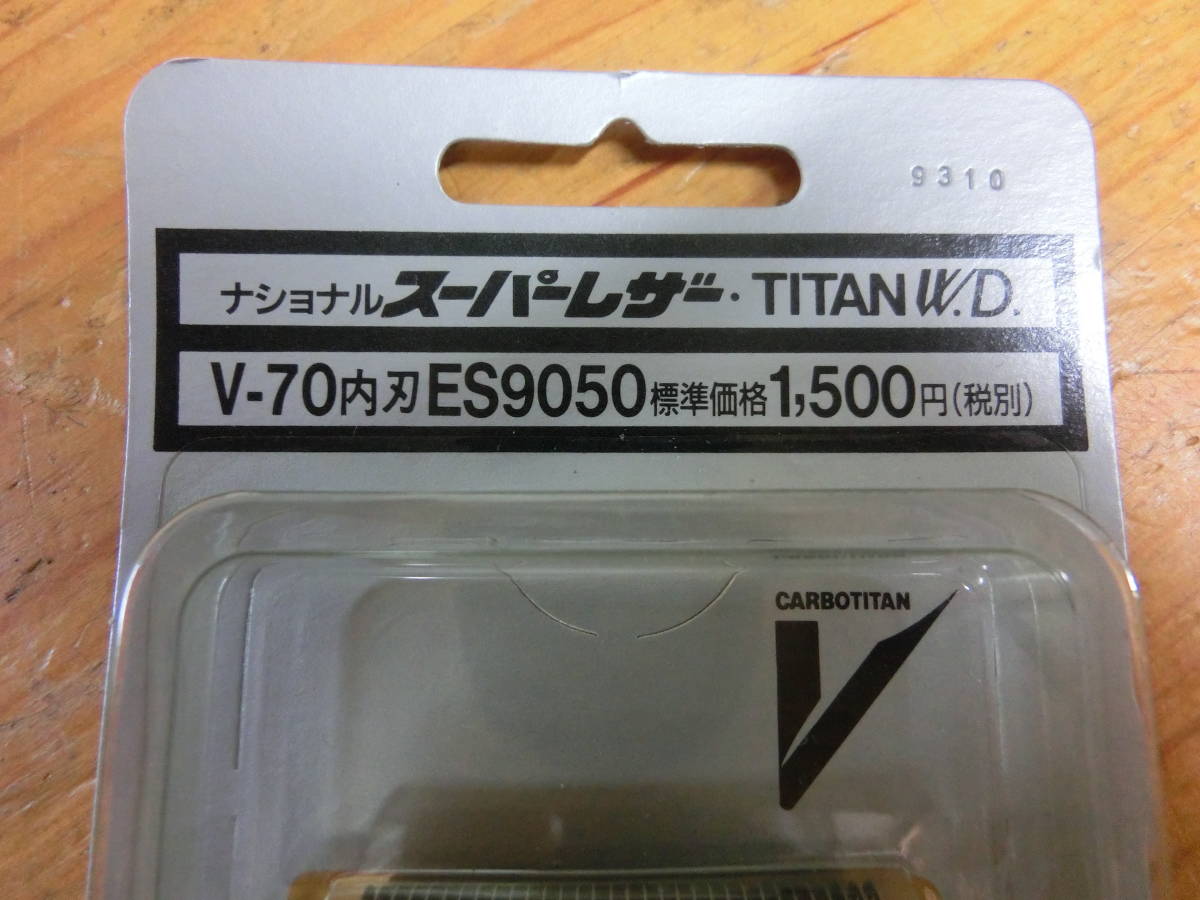 9310
ナショナルスーパーレザー・TITAN W.D.
V-70内刃ES9050標準価格1,500円(税別)
CARBOTITAN
V